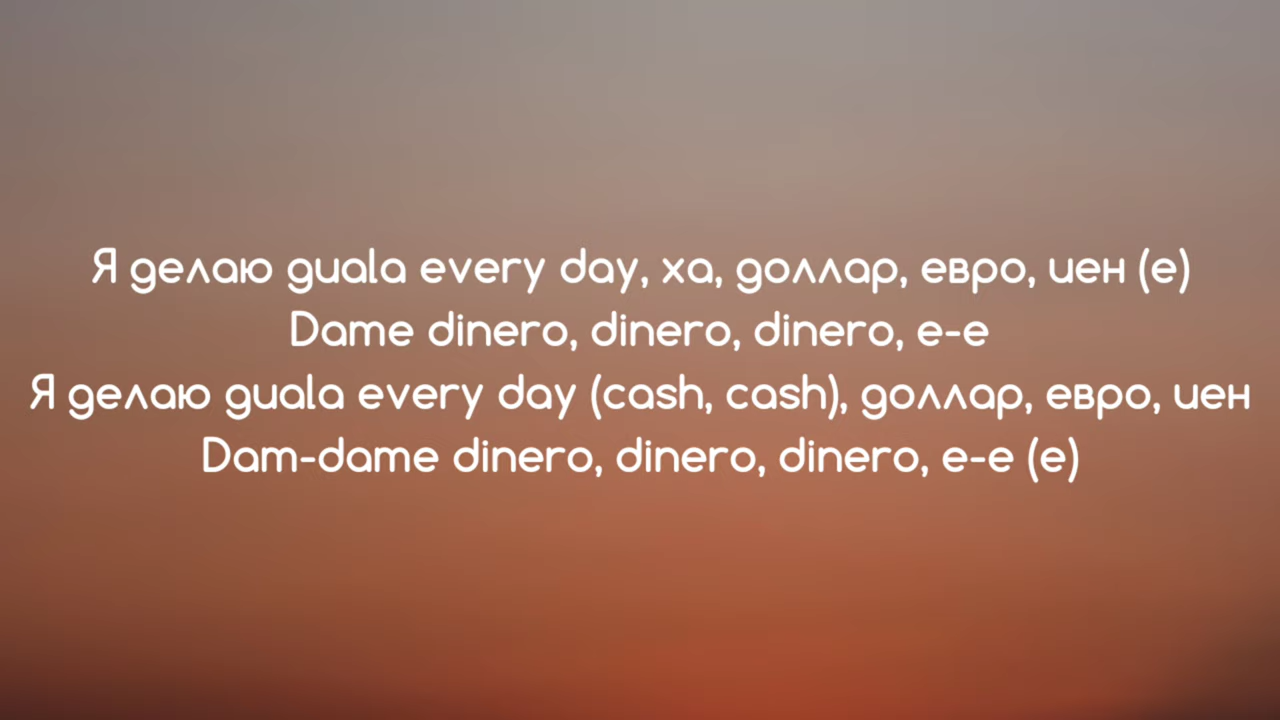 Я делаю guala every day, ха, доллар, евро, иен (е)
Dame dinero, dinero, dinero, е-е
Я делаю guala every day (cash, cash), доллар, евро, иен
Dam-dame dinero, dinero, dinero, е-е (е)